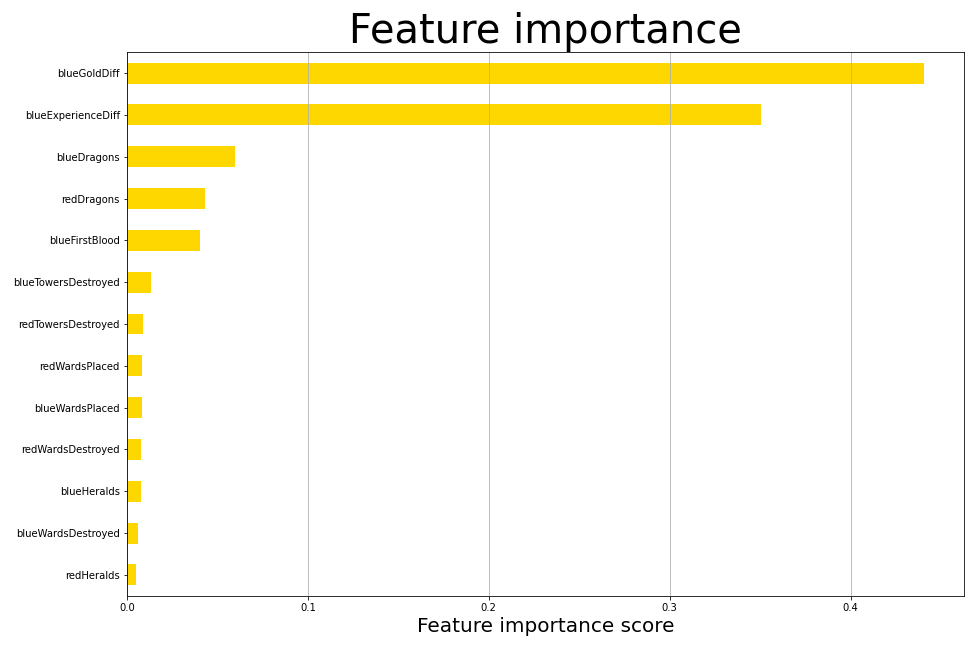 Feature importance
blueGoldDiff
blueExperienceDiff
blueDragons
redDragons
blueFirstBlood
blueTowersDestroyed
redTowersDestroyed
redWardsPlaced
blueWardsPlaced
redWardsDestroyed
blueHeralds
blueWardsDestroyed
redHeralds
0.0 0.1 0.2 0.3 0.4
Feature importance score